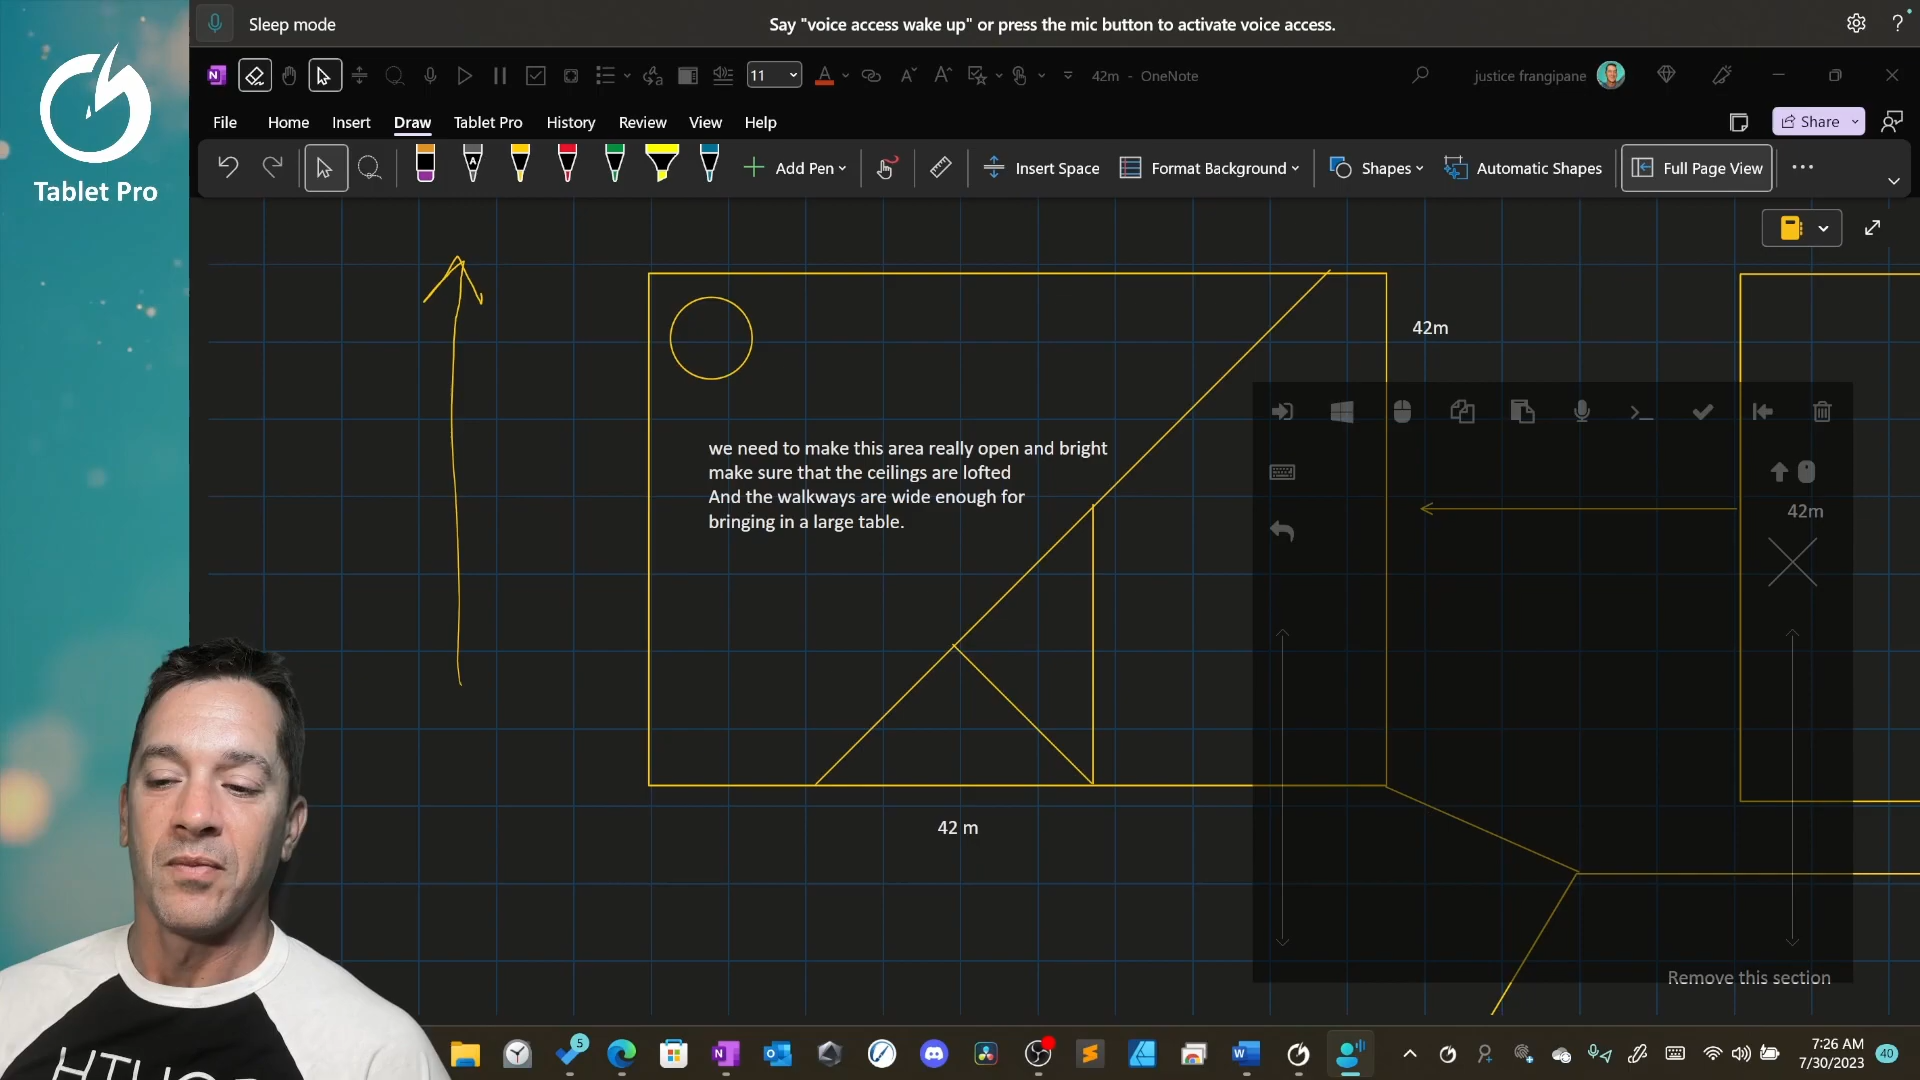 Sleep mode
Say "voice access wake up" or press the mic button to activate voice access.
Tablet Pro
11
42m - OneNote
justice frangipane
File
Home
Insert
Draw
Tablet Pro
History
Review
View
Help
Share
Add Pen
Insert Space
Format Background
Shapes
Automatic Shapes
Full Page View
42m
we need to make this area really open and bright
make sure that the ceilings are lofted
And the walkways are wide enough for
bringing in a large table.
42m
42 m
Remove this section
5
7:26 AM
7/30/2023
40